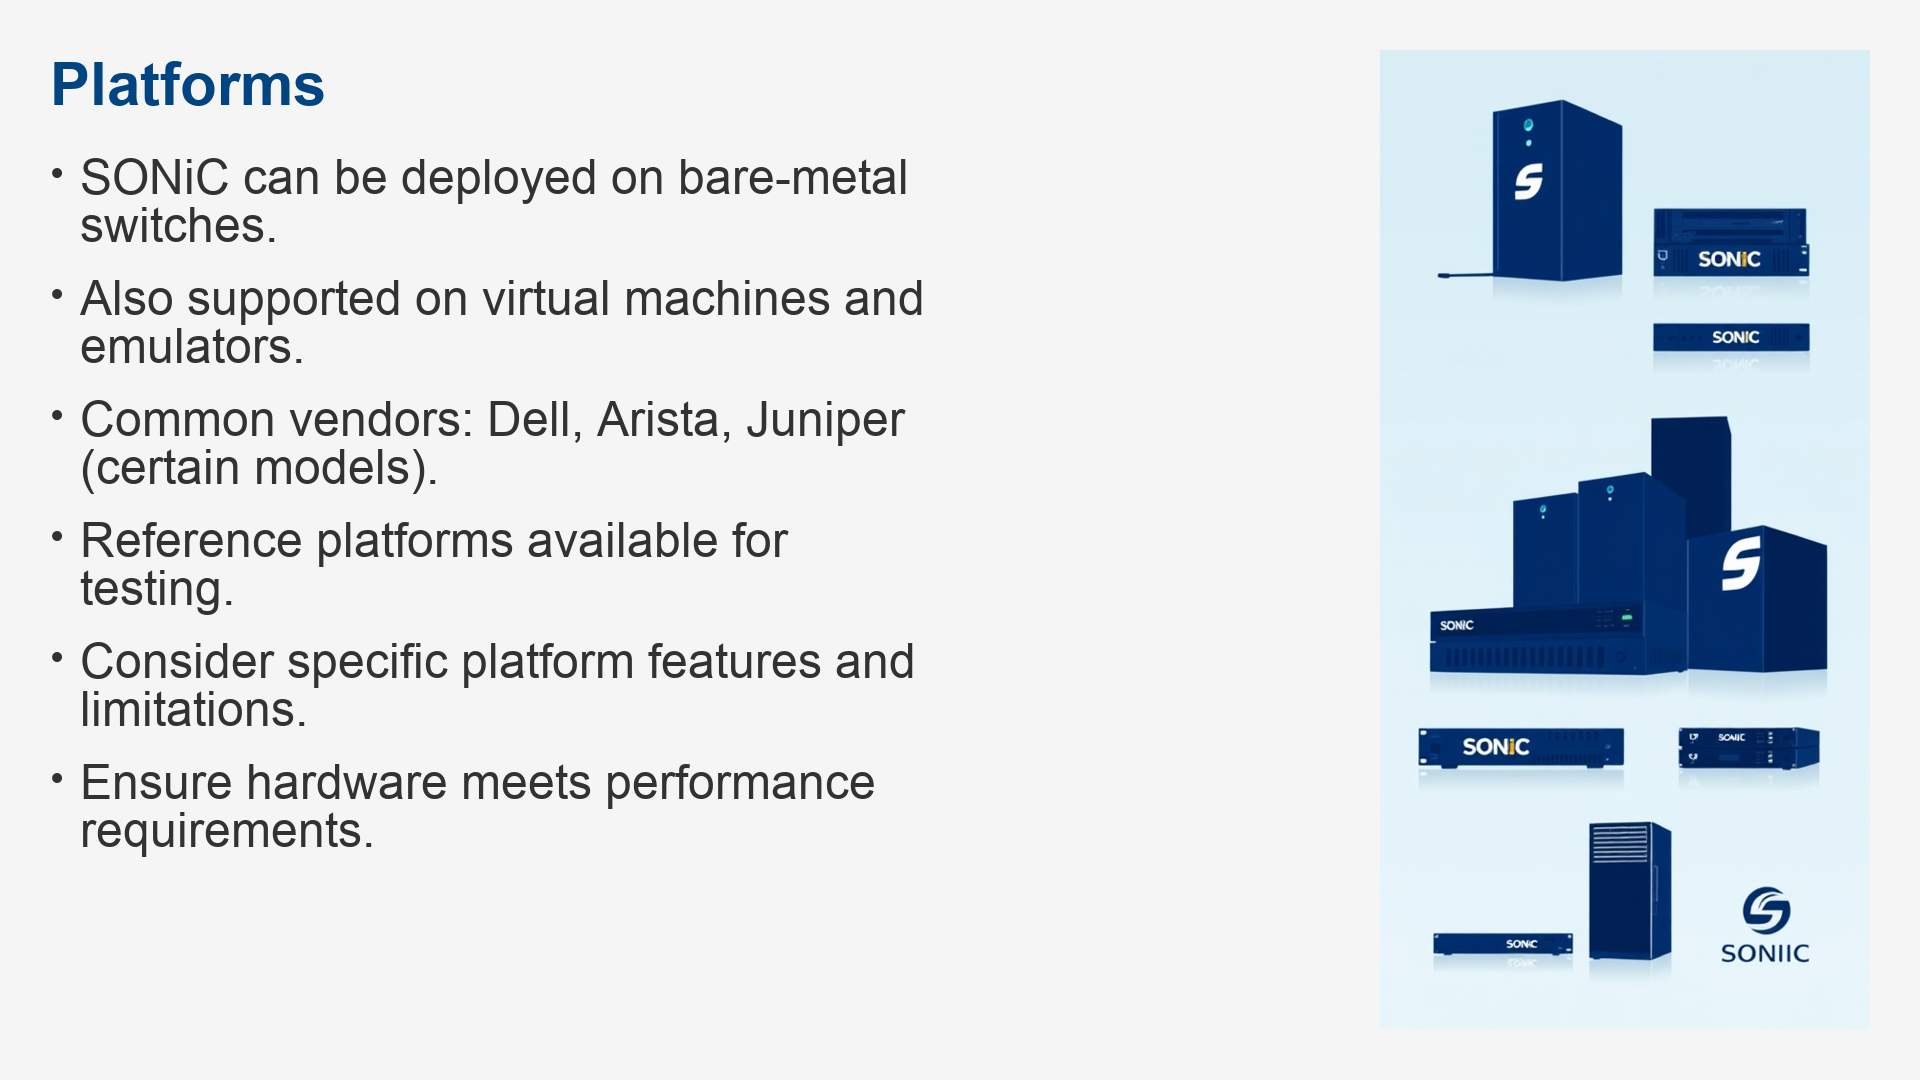 Platforms
• SONiC can be deployed on bare-metal
switches.
• Also supported on virtual machines and
emulators.
• Common vendors: Dell, Arista, Juniper
(certain models).
• Reference platforms available for
testing.
• Consider specific platform features and
limitations.
• Ensure hardware meets performance
requirements.
S
SONiC
SONiC
S
SONIC
SONiC
SONIC
SONiC
SONIIC